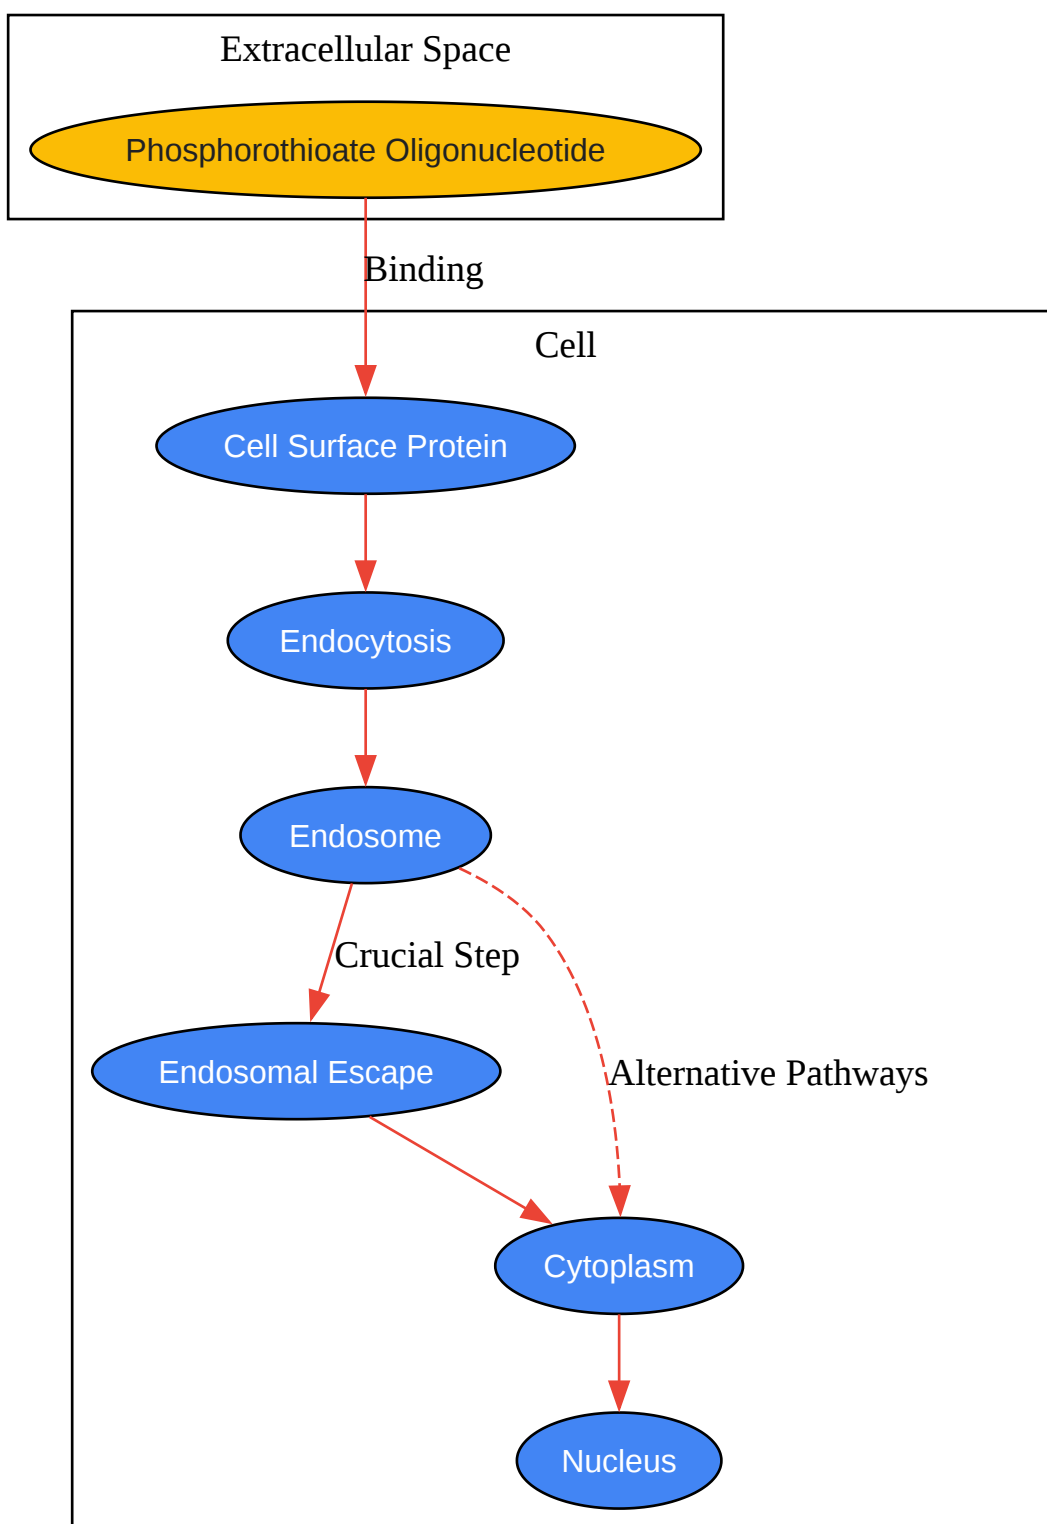 Extracellular Space
Phosphorothioate Oligonucleotide
Binding
Cell
Cell Surface Protein
Endocytosis
Endosome
Crucial Step
Endosomal Escape
Alternative Pathways
Cytoplasm
Nucleus